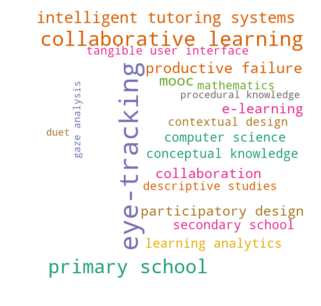 intelligent tutoring systems
collaborative learning
tangible user interface
productive failure
mooc
mathematics
procedural knowledge
e-learning
contextual design
duet
gaze analysis
eye-tracking
computer science
conceptual knowledge
collaboration
descriptive studies
participatory design
secondary school
learning analytics
primary school